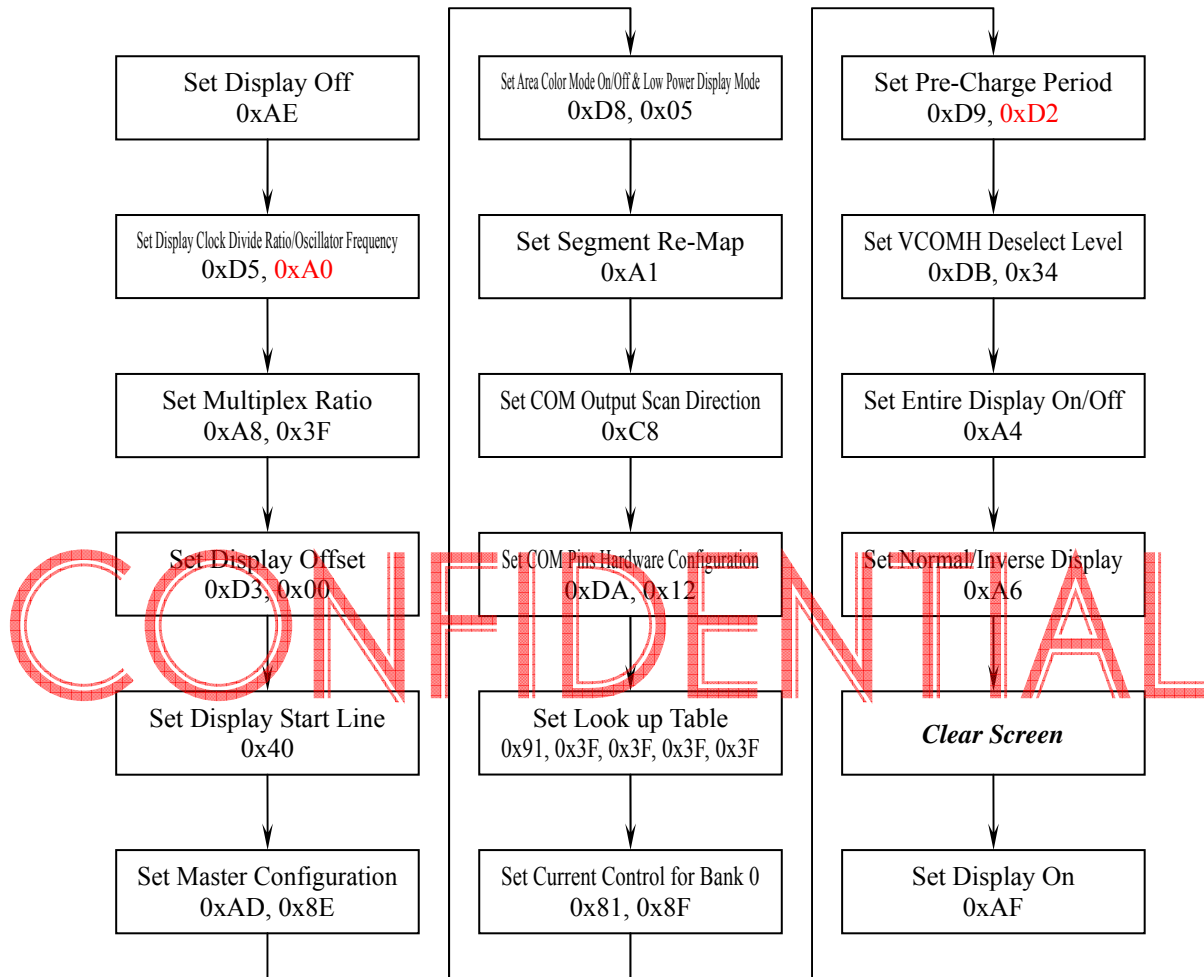 Set Display Off
0xAE
Set Display Clock Divide Ratio/Oscillator Frequency
0xD5, 0xA0
Set Multiplex Ratio
0xA8, 0x3F
Set Display Offset
0xD3, 0x00
Set Display Start Line
0x40
Set Master Configuration
0xAD, 0x8E
Set Area Color Mode On/Off & Low Power Display Mode
0xD8, 0x05
Set Segment Re-Map
0xA1
Set COM Output Scan Direction
0xC8
Set COM Pins Hardware Configuration
0xDA, 0x12
Set Look up Table
0x91, 0x3F, 0x3F, 0x3F, 0x3F
Set Current Control for Bank 0
0x81, 0x8F
Set Pre-Charge Period
0xD9, 0xD2
Set VCOMH Deselect Level
0xDB, 0x34
Set Entire Display On/Off
0xA4
Set Normal/Inverse Display
0xA6
Clear Screen
Set Display On
0xAF
CONFIDENTIAL